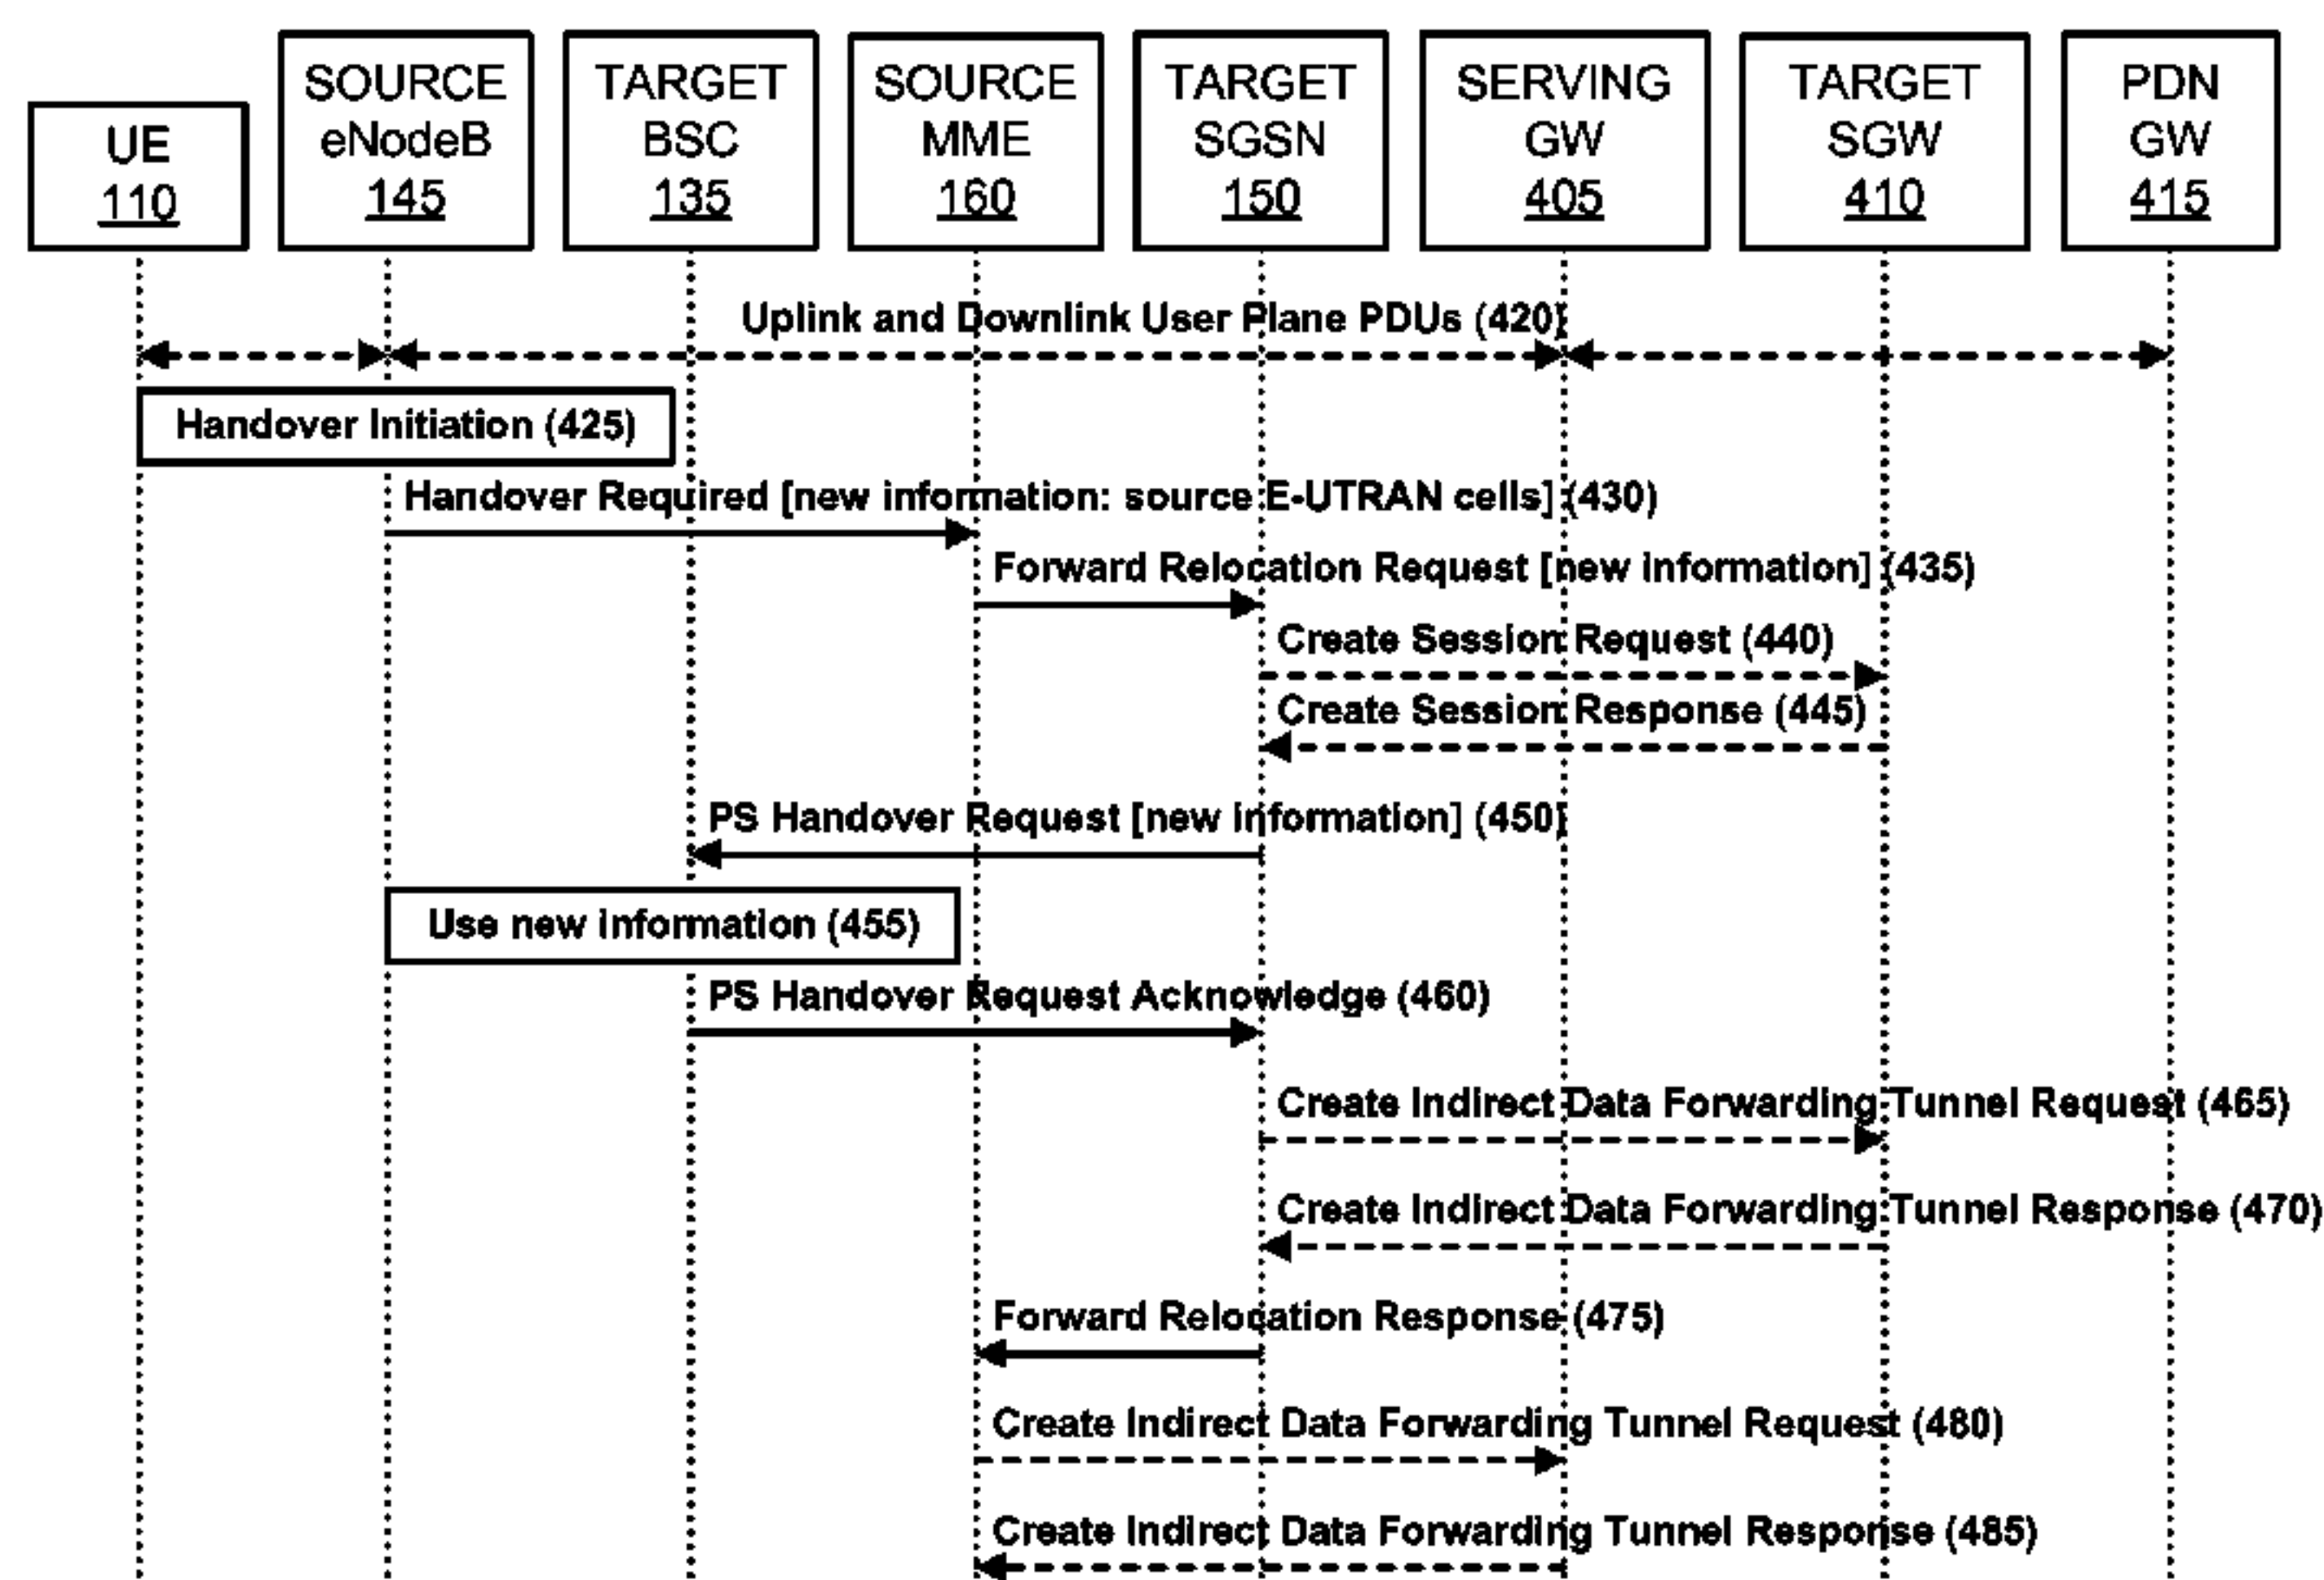 UE
110
SOURCE
eNodeB
145
TARGET
BSC
135
SOURCE
MME
160
TARGET
SGSN
150
SERVING
GW
405
TARGET
SGW
410
PDN
GW
415
Uplink and Downlink User Plane PDUs (420)
Handover Initiation (425)
Handover Required [new information: source E-UTRAN cells] (430)
Forward Relocation Request [new information] (435)
Create Session Request (440)
Create Session Response (445)
PS Handover Request [new information] (450)
Use new information (455)
PS Handover Request Acknowledge (460)
Create Indirect Data Forwarding Tunnel Request (465)
Create Indirect Data Forwarding Tunnel Response (470)
Forward Relocation Response (475)
Create Indirect Data Forwarding Tunnel Request (480)
Create Indirect Data Forwarding Tunnel Response (485)